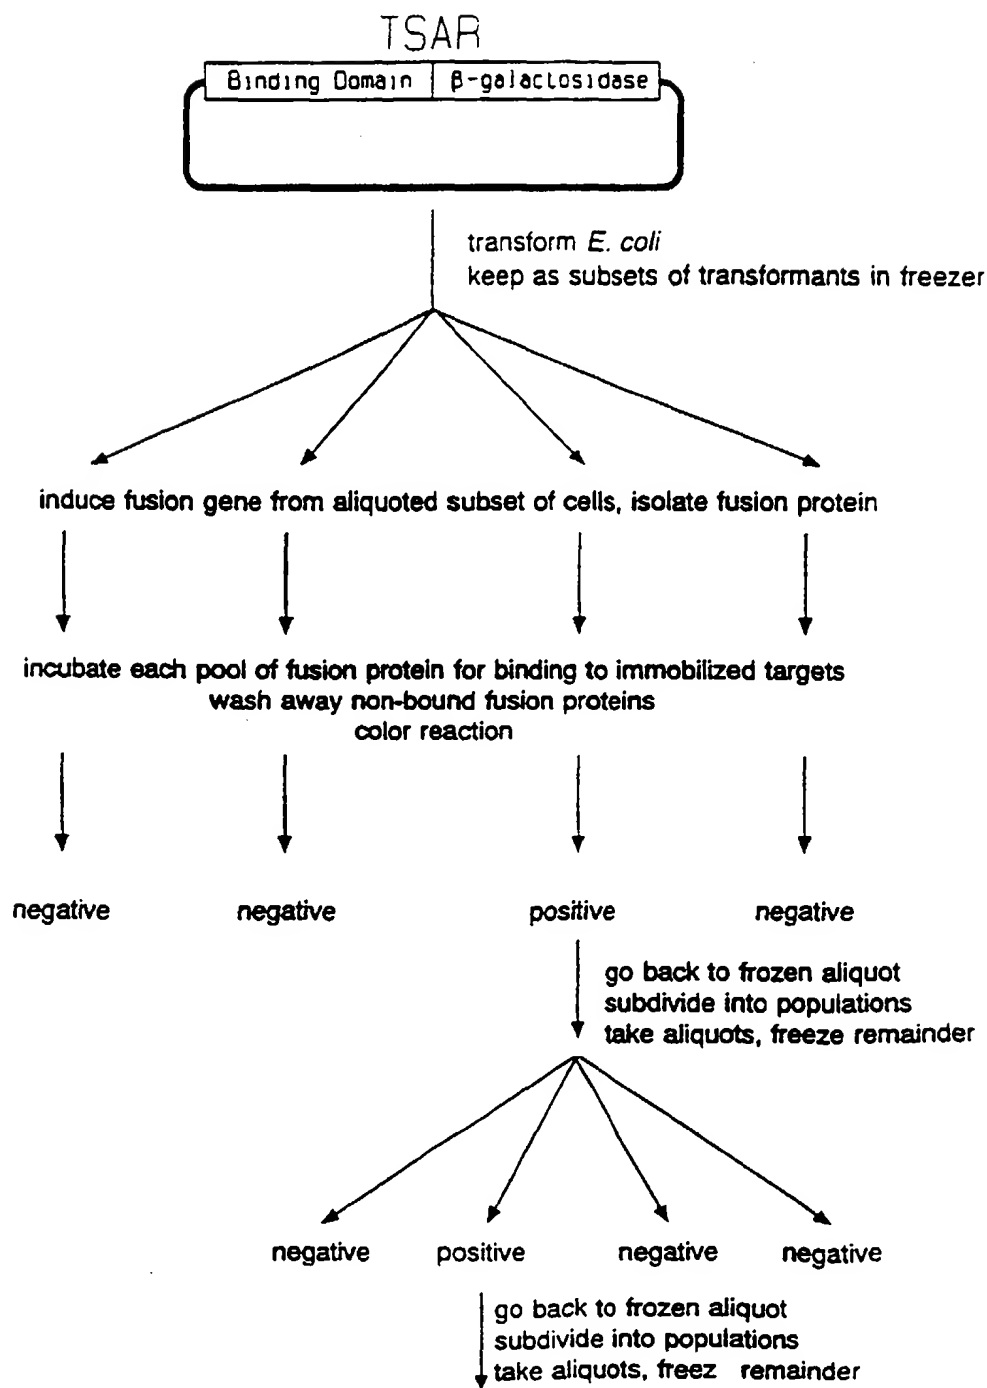 TSAR
Binding Domain β-galactosidase
transform E. coli
keep as subsets of transformants in freezer
induce fusion gene from aliquoted subset of cells, isolate fusion protein
incubate each pool of fusion protein for binding to immobilized targets
wash away non-bound fusion proteins
color reaction
negative negative positive negative
go back to frozen aliquot
subdivide into populations
take aliquots, freeze remainder
negative positive negative negative
go back to frozen aliquot
subdivide into populations
take aliquots, freez remainder